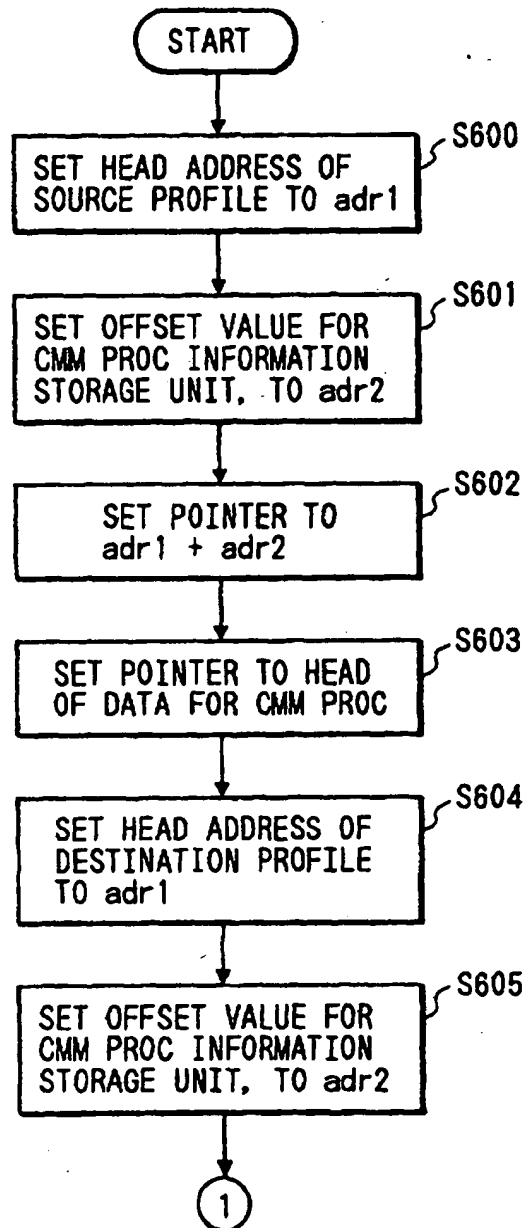 START
S600
SET HEAD ADDRESS OF
SOURCE PROFILE TO adr1
S601
SET OFFSET VALUE FOR
CMM PROC INFORMATION
STORAGE UNIT, TO adr2
S602
SET POINTER TO
adr1 + adr2
S603
SET POINTER TO HEAD
OF DATA FOR CMM PROC
S604
SET HEAD ADDRESS OF
DESTINATION PROFILE
TO adr1
S605
SET OFFSET VALUE FOR
CMM PROC INFORMATION
STORAGE UNIT, TO adr2
1